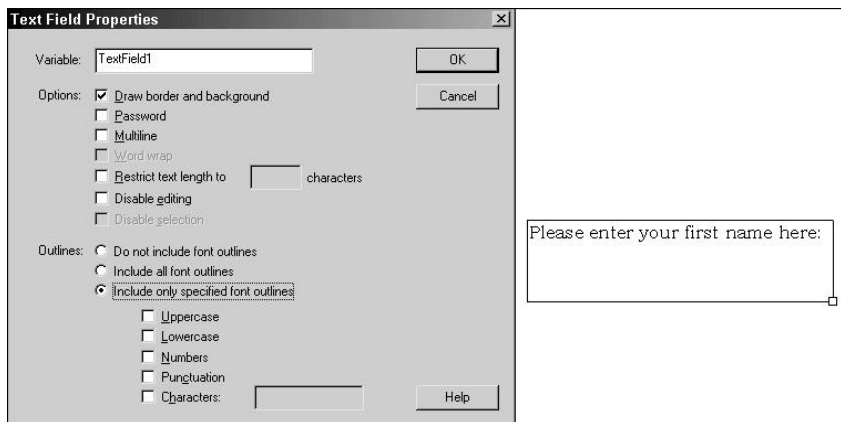 Text Field Properties
Variable: TextField1 OK
Options: Draw border and background Cancel
Password
Multiline
Word wrap
Restrict text length to characters
Disable editing
Disable selection
Outlines: Do not include font outlines
Include all font outlines
Include only specified font outlines
Uppercase
Lowercase
Numbers
Punctuation
Characters: Help
Please enter your first name here: